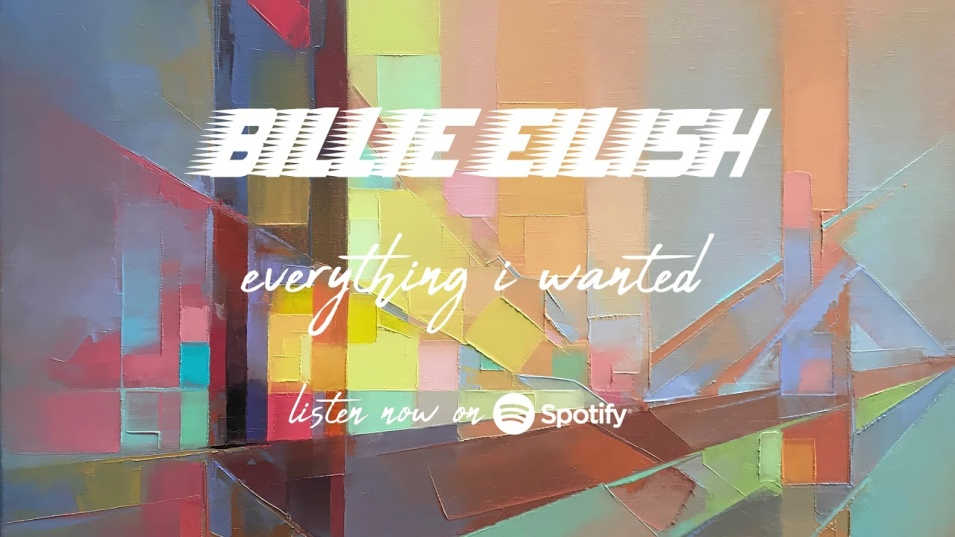 BILLIE EILISH
everything i wanted
listen now on Spotify